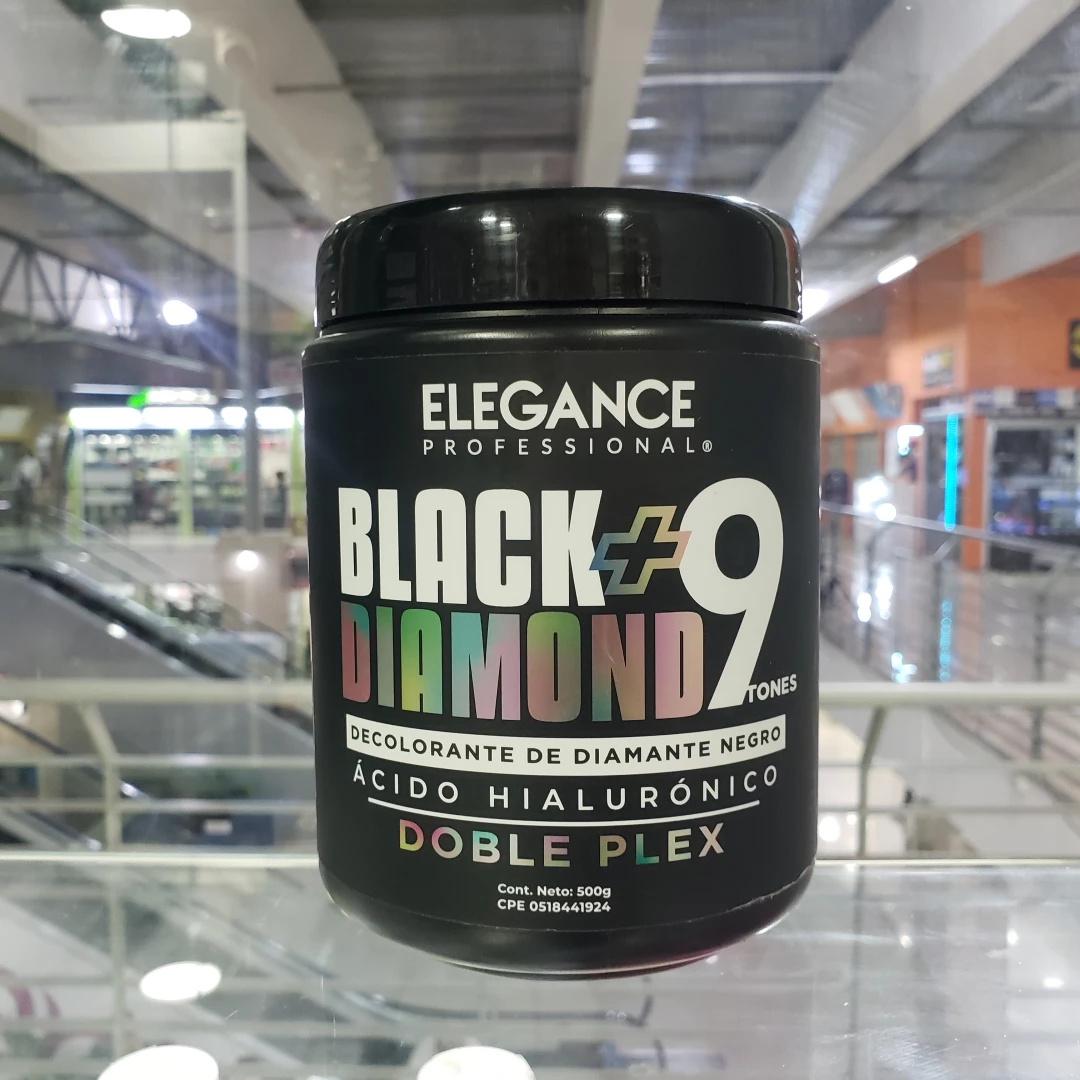 ELEGANCE
PROFESSIONAL®
BLACK+9
DIAMOND
TONES
DECOLORANTE DE DIAMANTE NEGRO
ÁCIDO HIALURÓNICO
DOBLE PLEX
Cont. Neto: 500g
CPE 0518441924